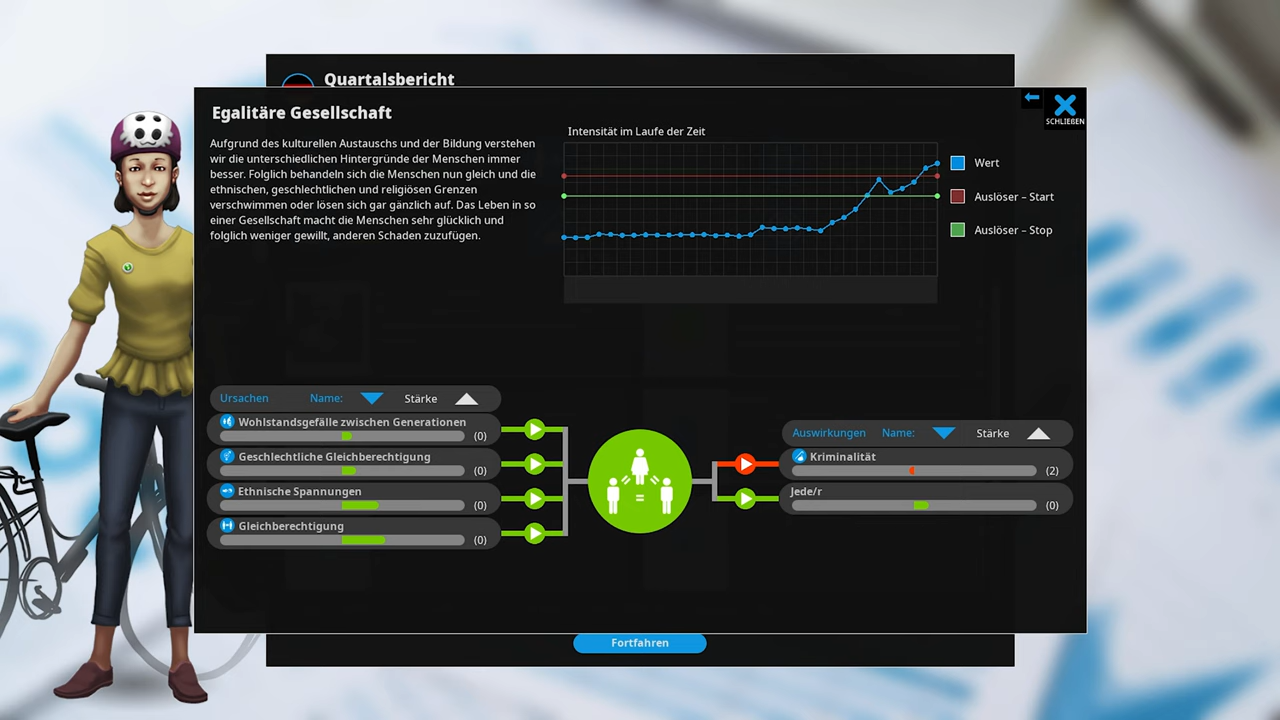 Quartalsbericht
Egalitäre Gesellschaft
SCHLIEßEN
Aufgrund des kulturellen Austauschs und der Bildung verstehen
wir die unterschiedlichen Hintergründe der Menschen immer
besser. Folglich behandeln sich die Menschen nun gleich und die
ethnischen, geschlechtlichen und religiösen Grenzen
verschwimmen oder lösen sich gar gänzlich auf. Das Leben in so
einer Gesellschaft macht die Menschen sehr glücklich und
folglich weniger gewillt, anderen Schaden zuzufügen.
Intensität im Laufe der Zeit
Wert
Auslöser – Start
Auslöser – Stop
Ursachen Name: Stärke
Wohlstandsgefälle zwischen Generationen
(0)
Geschlechtliche Gleichberechtigung
(0)
Ethnische Spannungen
(0)
Gleichberechtigung
(0)
Auswirkungen Name: Stärke
Kriminalität
(2)
Jede/r
(0)
Fortfahren